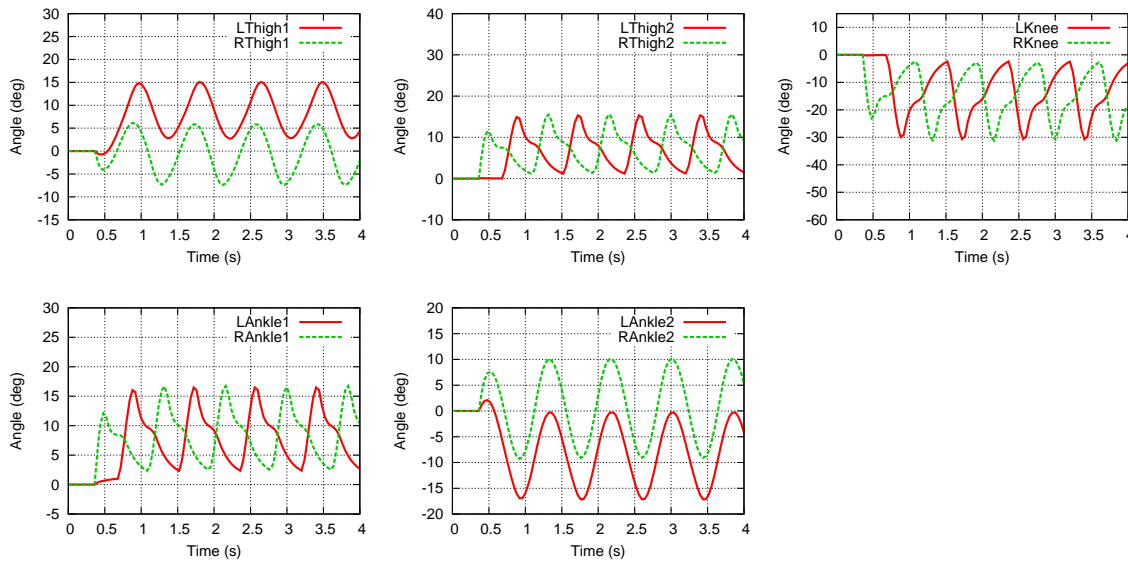 15
10
5
0
-5
-10
-15
0 0.5 1 1.5 2 2.5 3 3.5 4
Angle (deg)
Time (s)
LThigh1
RThigh1
40
30
20
10
0
-10
0 0.5 1 1.5 2 2.5 3 3.5 4
Angle (deg)
Time (s)
LThigh2
RThigh2
10
0
-10
-20
-30
-40
-50
-60
0 0.5 1 1.5 2 2.5 3 3.5 4
Angle (deg)
Time (s)
LKnee
RKnee
30
25
20
15
10
5
0
-5
0 0.5 1 1.5 2 2.5 3 3.5 4
Angle (deg)
Time (s)
LAnkle1
RAnkle1
20
15
10
5
0
-5
-10
-15
-20
0 0.5 1 1.5 2 2.5 3 3.5 4
Angle (deg)
Time (s)
LAnkle2
RAnkle2